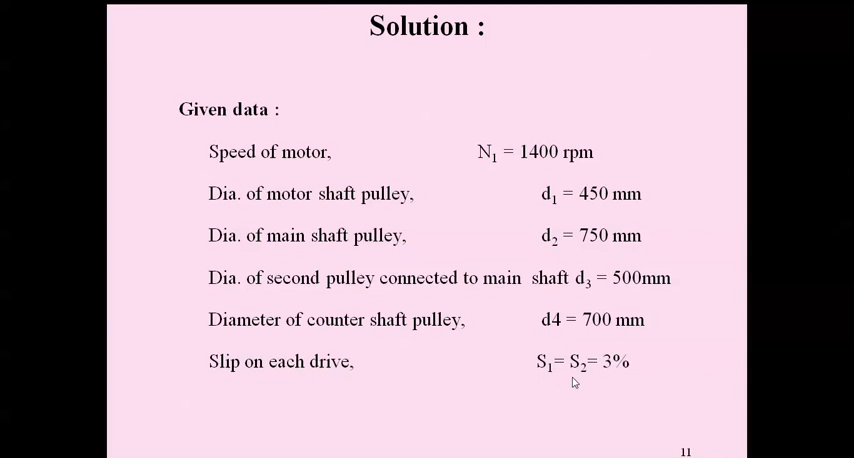 Solution :
Given data :
Speed of motor, N₁ = 1400 rpm
Dia. of motor shaft pulley, d₁ = 450 mm
Dia. of main shaft pulley, d₂ = 750 mm
Dia. of second pulley connected to main shaft d₃ = 500mm
Diameter of counter shaft pulley, d4 = 700 mm
Slip on each drive, S₁= S₂= 3%
11